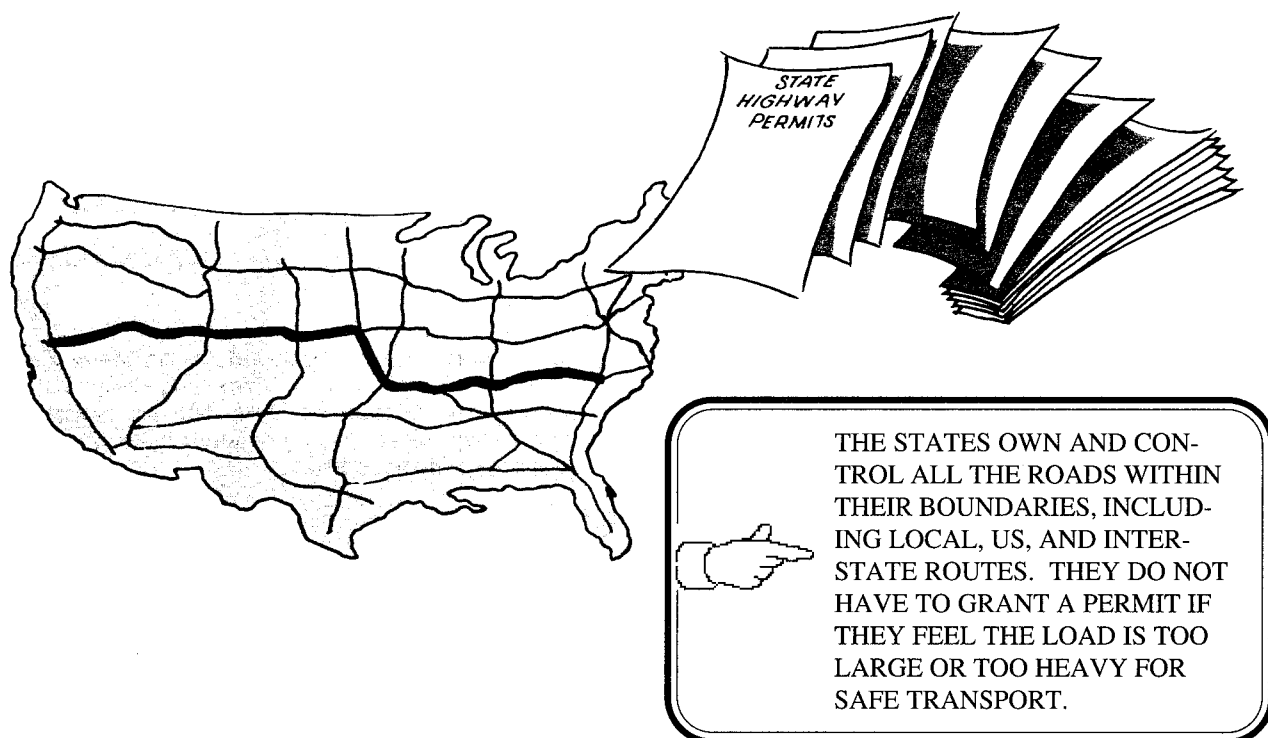 STATE
HIGHWAY
PERMITS
THE STATES OWN AND CON-
TROL ALL THE ROADS WITHIN
THEIR BOUNDARIES, INCLUD-
ING LOCAL, US, AND INTER-
STATE ROUTES.  THEY DO NOT
HAVE TO GRANT A PERMIT IF
THEY FEEL THE LOAD IS TOO
LARGE OR TOO HEAVY FOR
SAFE TRANSPORT.